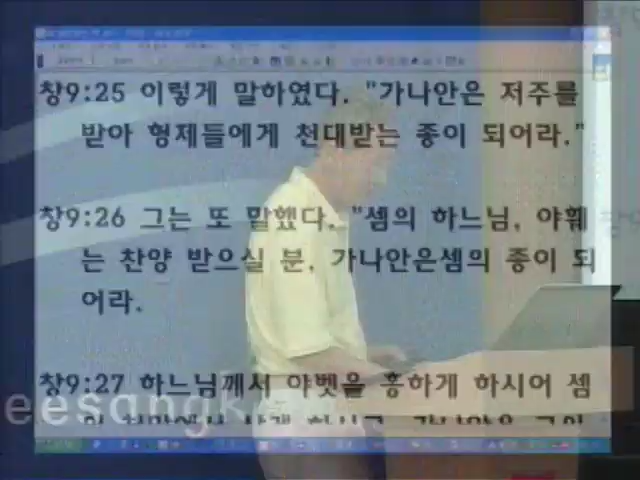 창9:25 이렇게 말하였다. "가나안은 저주를
받아 형제들에게 천대받는 종이 되어라."
창9:26 그는 또 말했다. "셈의 하느님, 야훼
는 찬양 받으실 분, 가나안은셈의 종이 되
어라.
창9:27 하느님께서 야벳을 흥하게 하시어 셈
eesang